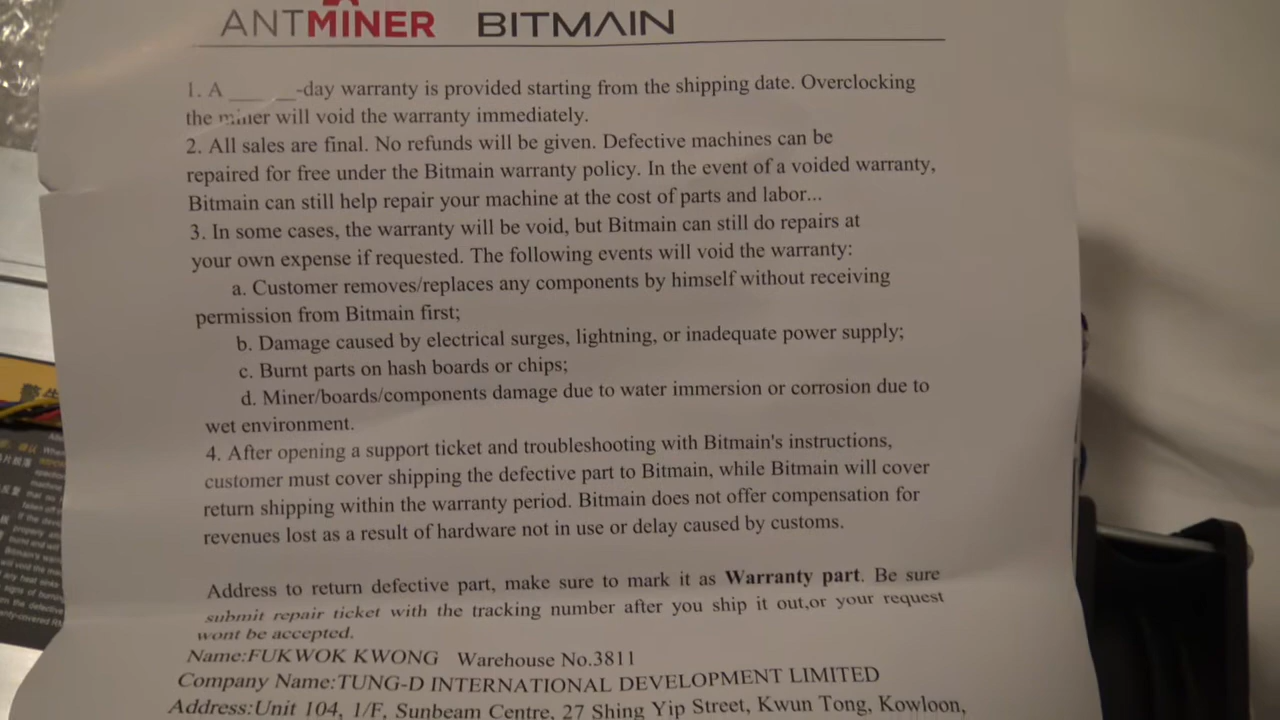 ANTMINER BITMAIN
1. A ___ __-day warranty is provided starting from the shipping date. Overclocking
the miner will void the warranty immediately.
2. All sales are final. No refunds will be given. Defective machines can be
repaired for free under the Bitmain warranty policy. In the event of a voided warranty,
Bitmain can still help repair your machine at the cost of parts and labor...
3. In some cases, the warranty will be void, but Bitmain can still do repairs at
your own expense if requested. The following events will void the warranty:
a. Customer removes/replaces any components by himself without receiving
permission from Bitmain first;
b. Damage caused by electrical surges, lightning, or inadequate power supply;
c. Burnt parts on hash boards or chips;
d. Miner/boards/components damage due to water immersion or corrosion due to
wet environment.
4. After opening a support ticket and troubleshooting with Bitmain's instructions,
customer must cover shipping the defective part to Bitmain, while Bitmain will cover
return shipping within the warranty period. Bitmain does not offer compensation for
revenues lost as a result of hardware not in use or delay caused by customs.
Address to return defective part, make sure to mark it as Warranty part. Be sure
submit repair ticket with the tracking number after you ship it out,or your request
wont be accepted.
Name:FUKWOK KWONG Warehouse No.3811
Company Name:TUNG-D INTERNATIONAL DEVELOPMENT LIMITED
Address:Unit 104, 1/F, Sunbeam Centre, 27 Shing Yip Street, Kwun Tong, Kowloon,